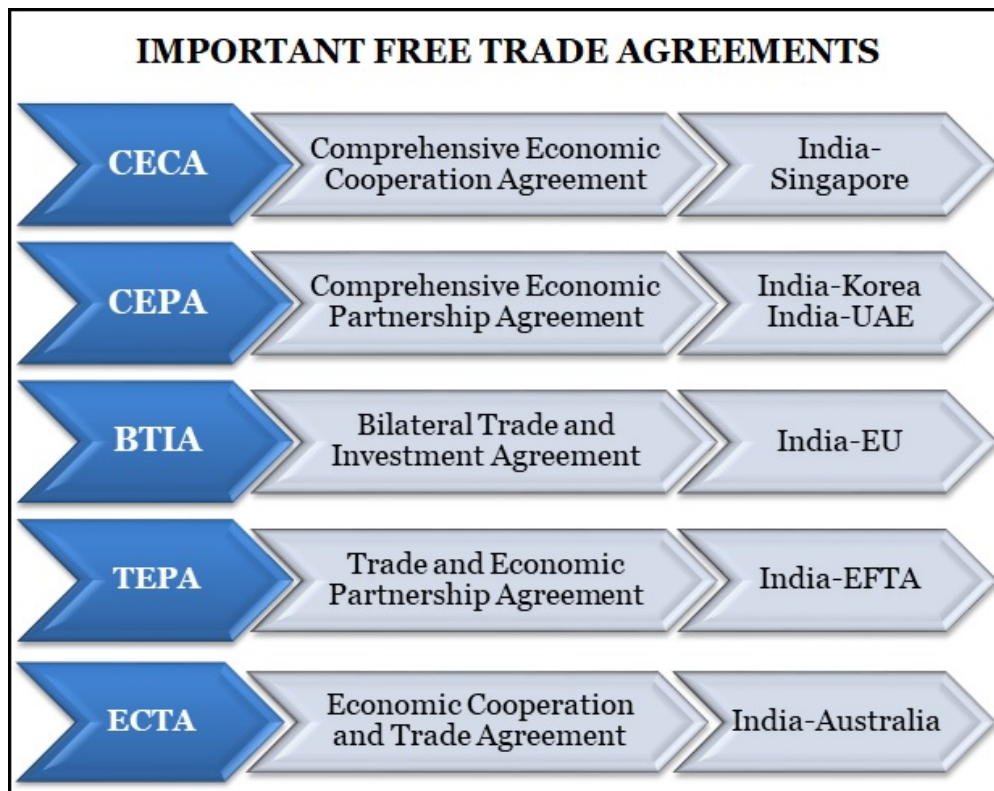 IMPORTANT FREE TRADE AGREEMENTS
CECA
Comprehensive Economic
Cooperation Agreement
India-
Singapore
CEPA
Comprehensive Economic
Partnership Agreement
India-Korea
India-UAE
BTIA
Bilateral Trade and
Investment Agreement
India-EU
TEPA
Trade and Economic
Partnership Agreement
India-EFTA
ECTA
Economic Cooperation
and Trade Agreement
India-Australia